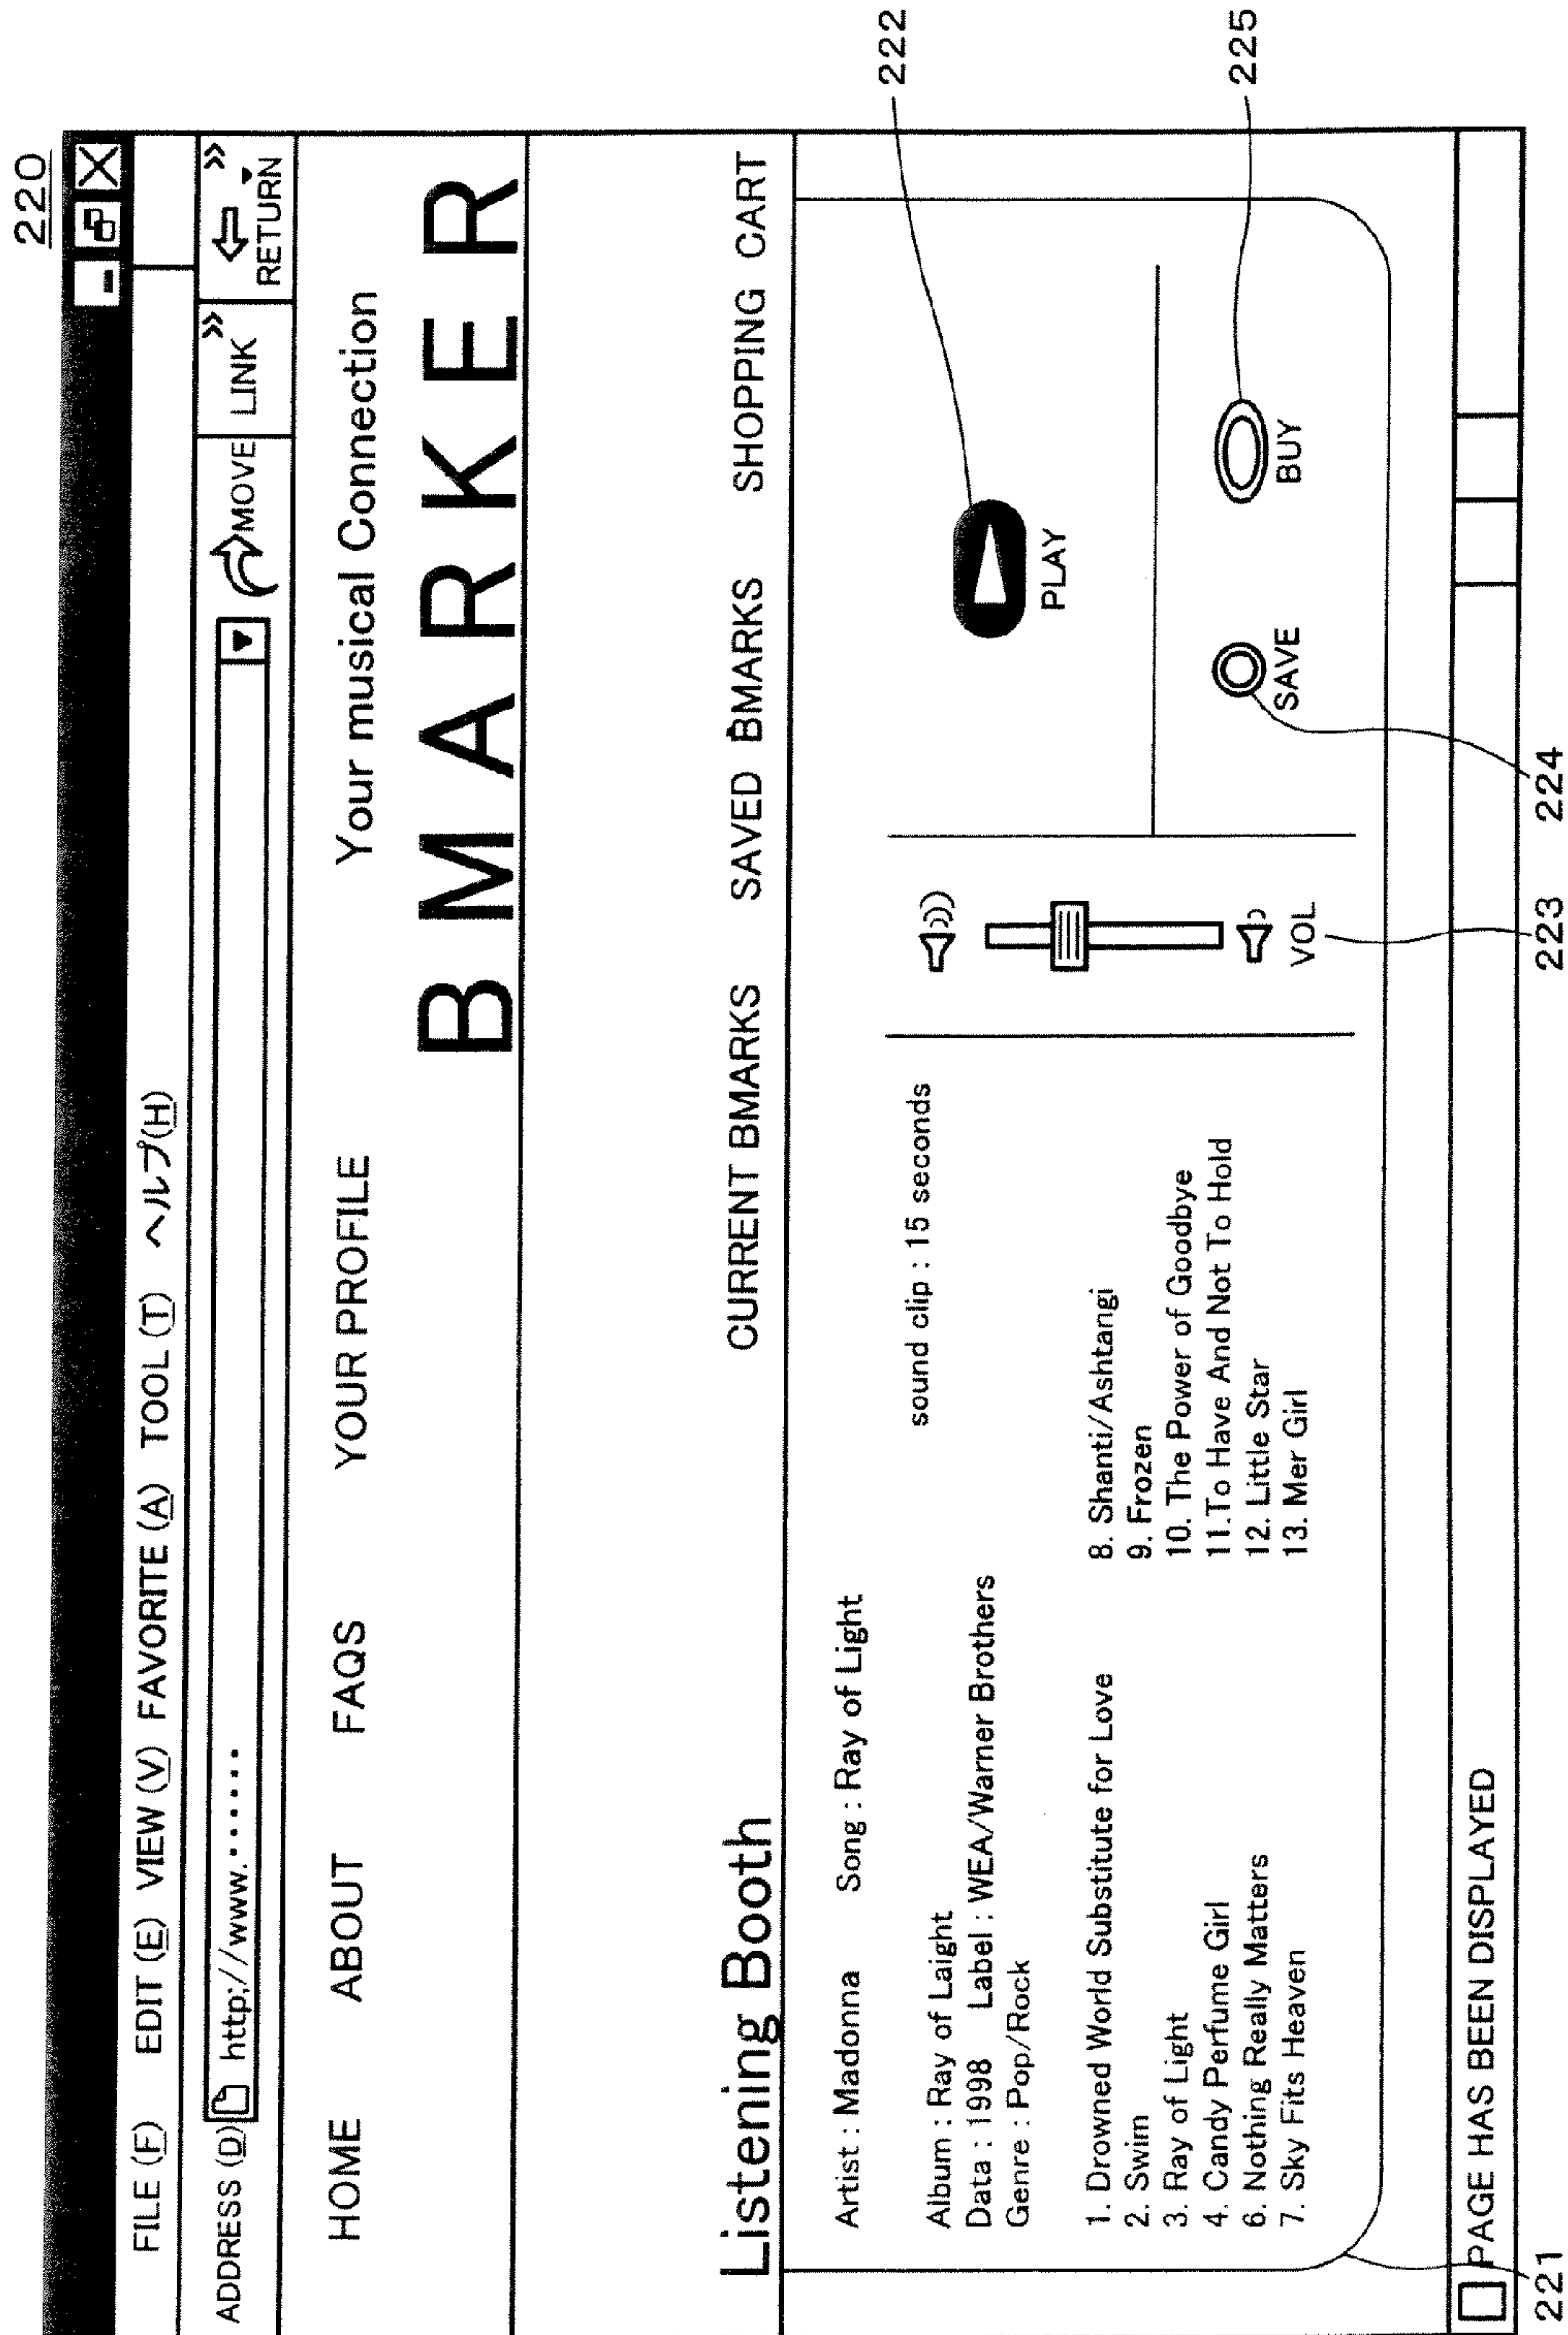 220
FILE (F) EDIT (E) VIEW (V) FAVORITE (A) TOOL (T) ヘルプ(H)
ADDRESS (D) http;//www.······· MOVE LINK » RETURN »
HOME ABOUT FAQS YOUR PROFILE Your musical Connection
BMARKER
Listening Booth CURRENT BMARKS SAVED BMARKS SHOPPING CART
Artist : Madonna Song : Ray of Light
sound clip : 15 seconds
Album : Ray of Laight
Data : 1998 Label : WEA/Warner Brothers
Genre : Pop/Rock
1. Drowned World Substitute for Love
2. Swim
3. Ray of Light
4. Candy Perfume Girl
6. Nothing Really Matters
7. Sky Fits Heaven
8. Shanti/Ashtangi
9. Frozen
10. The Power of Goodbye
11.To Have And Not To Hold
12. Little Star
13. Mer Girl
VOL
PLAY
SAVE
BUY
222
225
PAGE HAS BEEN DISPLAYED
221
223
224